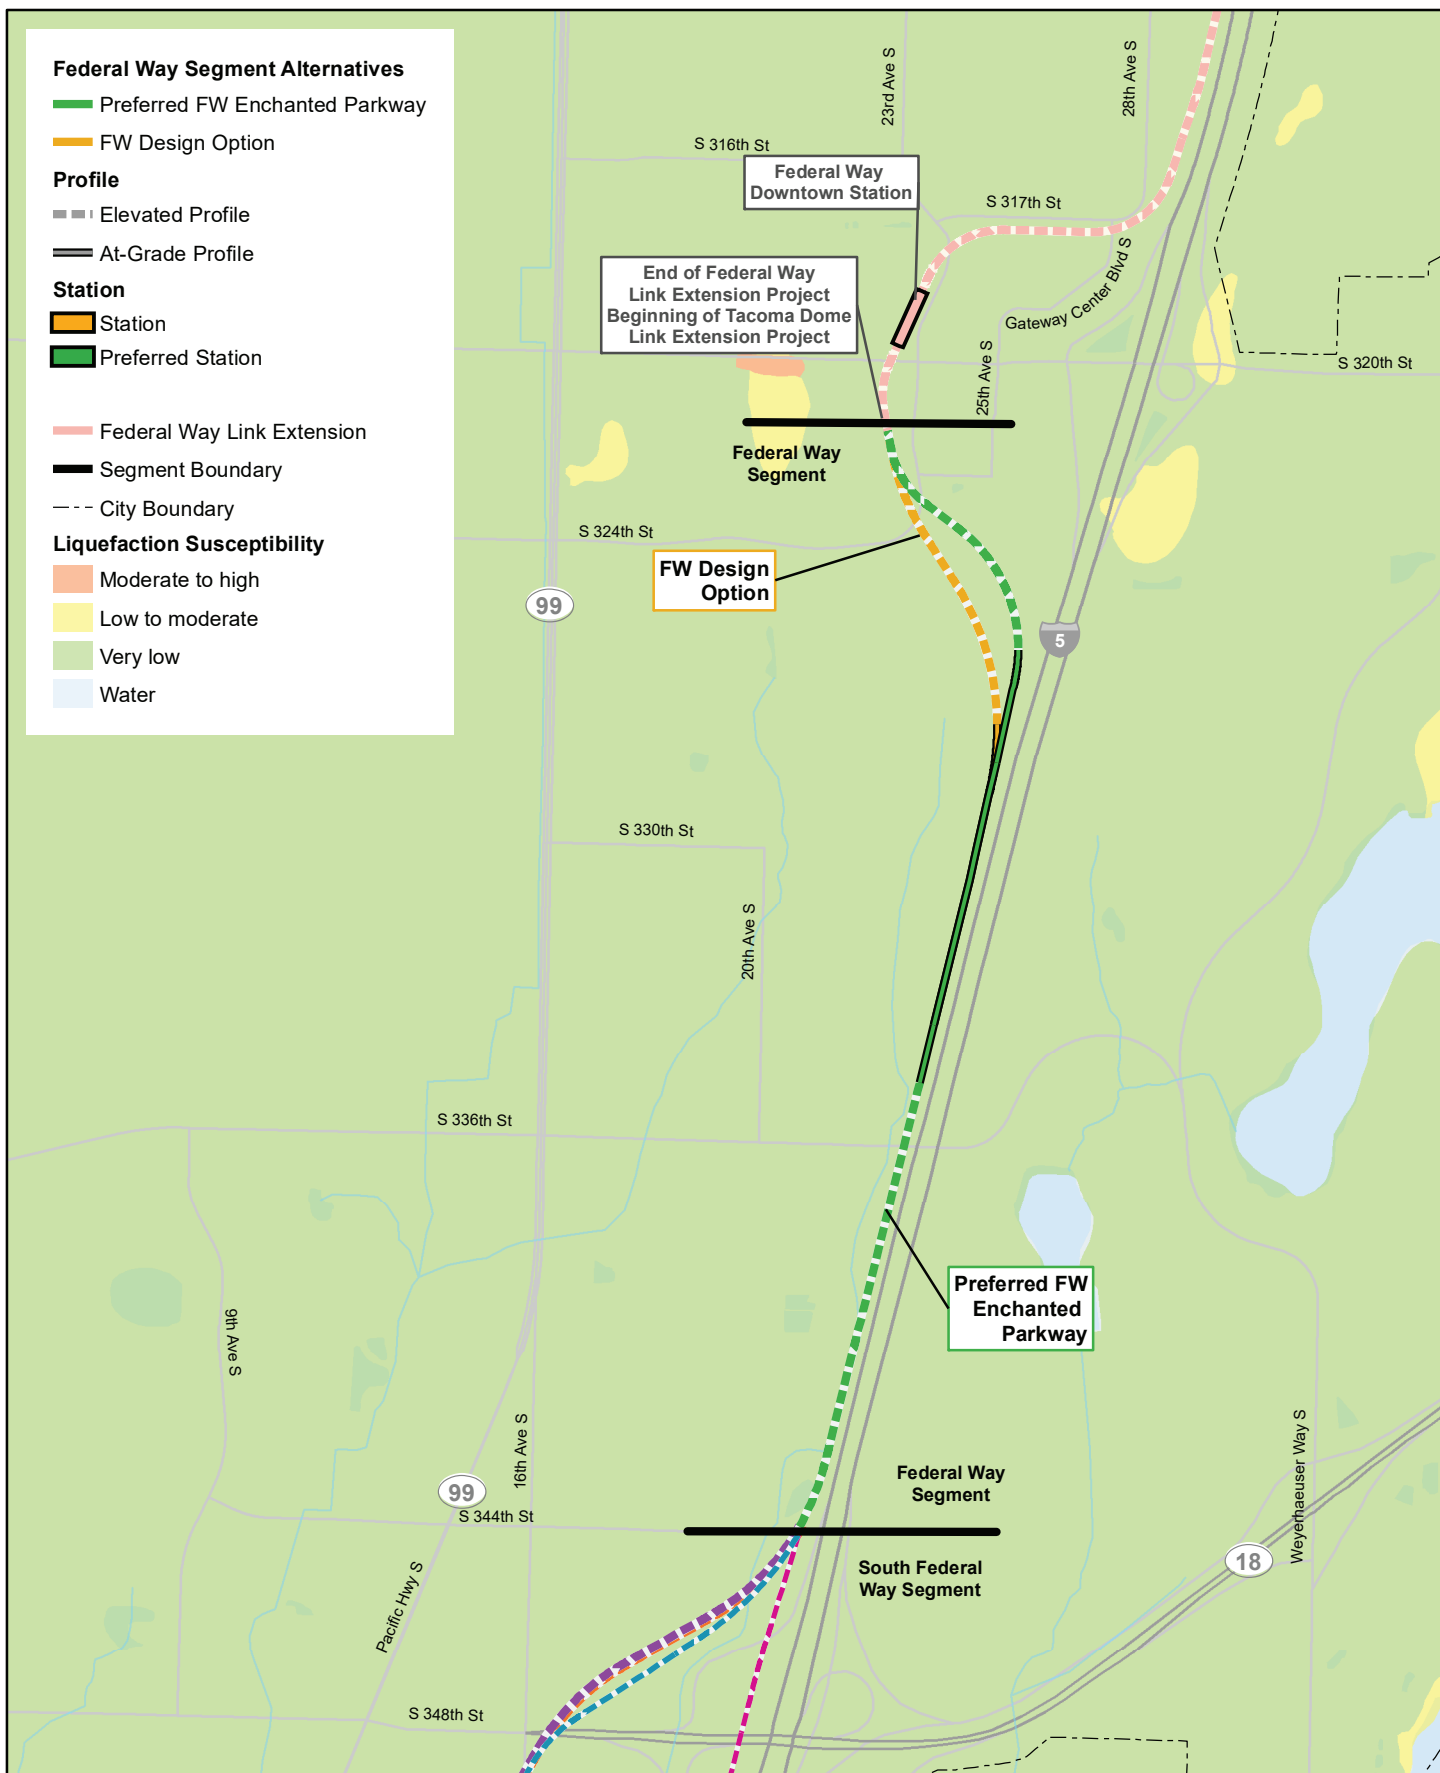 Federal Way Segment Alternatives
Preferred FW Enchanted Parkway
FW Design Option
Profile
Elevated Profile
At-Grade Profile
Station
Station
Preferred Station
Federal Way Link Extension
Segment Boundary
City Boundary
Liquefaction Susceptibility
Moderate to high
Low to moderate
Very low
Water
23rd Ave S
28th Ave S
S 316th St
Federal Way
Downtown Station
S 317th St
Gateway Center Blvd S
End of Federal Way
Link Extension Project
Beginning of Tacoma Dome
Link Extension Project
25th Ave S
S 320th St
Federal Way
Segment
S 324th St
FW Design
Option
99
5
S 330th St
20th Ave S
S 336th St
Preferred FW
Enchanted
Parkway
9th Ave S
16th Ave S
Weyerhaeuser Way S
99
Federal Way
Segment
S 344th St
South Federal
Way Segment
18
Pacific Hwy S
S 348th St